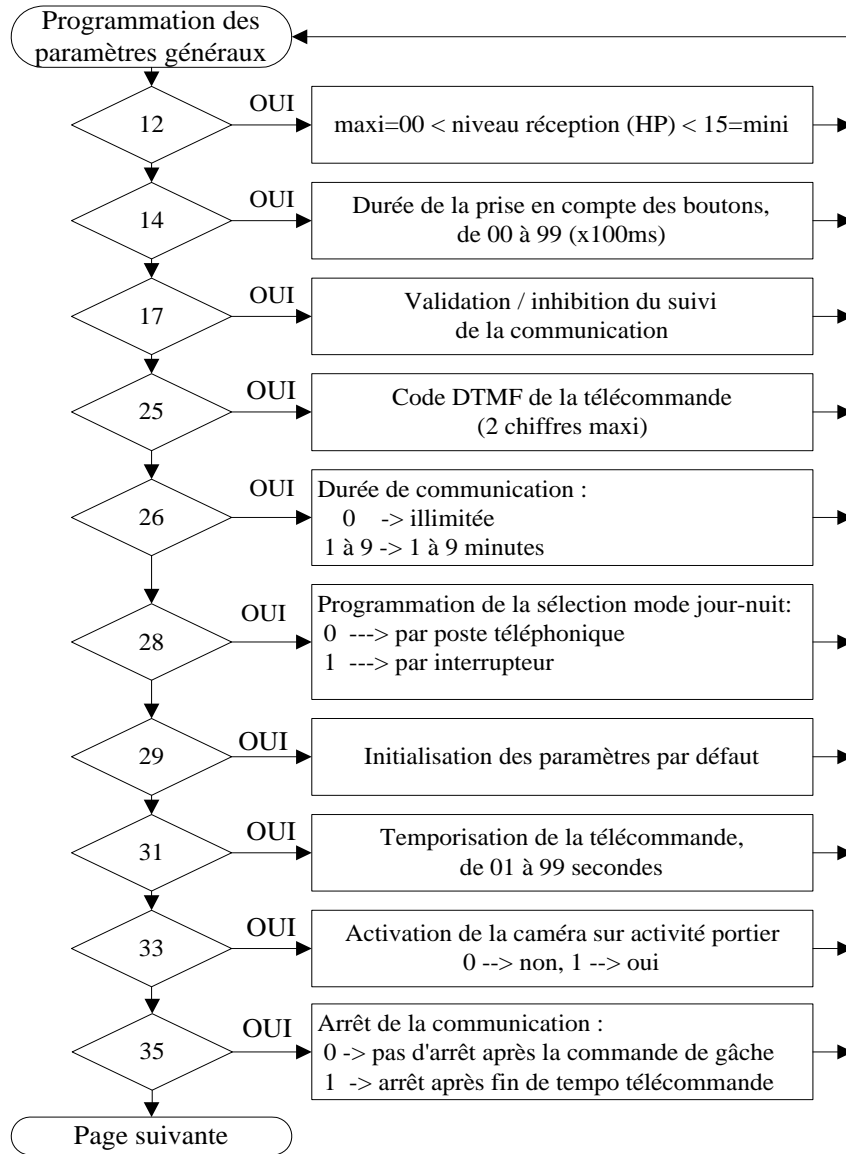 Programmation des
paramètres généraux
12
OUI
maxi=00 < niveau réception (HP) < 15=mini
14
OUI
Durée de la prise en compte des boutons,
de 00 à 99 (x100ms)
17
OUI
Validation / inhibition du suivi
de la communication
25
OUI
Code DTMF de la télécommande
(2 chiffres maxi)
26
OUI
Durée de communication :
0 -> illimitée
1 à 9 -> 1 à 9 minutes
28
OUI
Programmation de la sélection mode jour-nuit:
0 ---> par poste téléphonique
1 ---> par interrupteur
29
OUI
Initialisation des paramètres par défaut
31
OUI
Temporisation de la télécommande,
de 01 à 99 secondes
33
OUI
Activation de la caméra sur activité portier
0 --> non, 1 --> oui
35
OUI
Arrêt de la communication :
0 -> pas d'arrêt après la commande de gâche
1 -> arrêt après fin de tempo télécommande
Page suivante